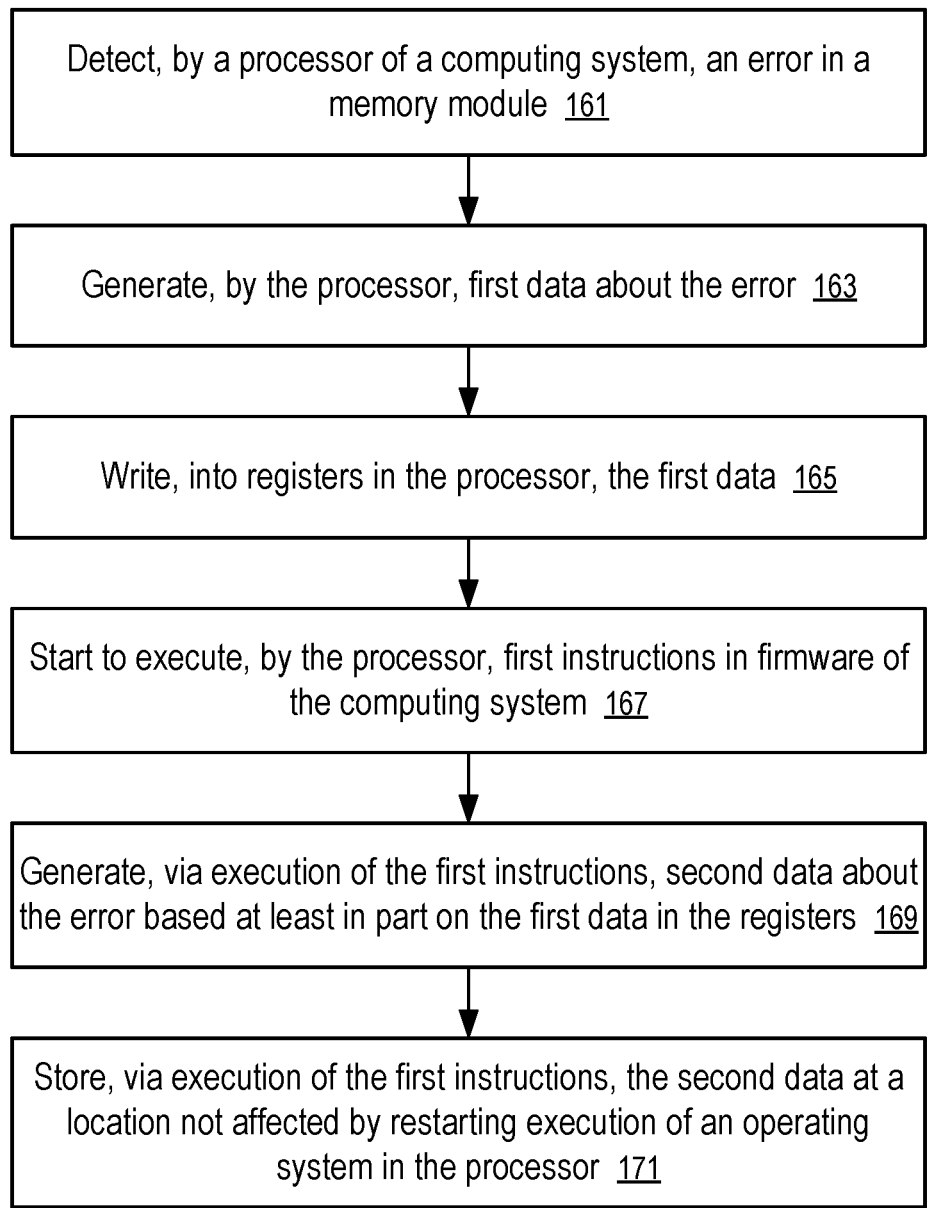 Detect, by a processor of a computing system, an error in a
memory module 161
Generate, by the processor, first data about the error 163
Write, into registers in the processor, the first data 165
Start to execute, by the processor, first instructions in firmware of
the computing system 167
Generate, via execution of the first instructions, second data about
the error based at least in part on the first data in the registers 169
Store, via execution of the first instructions, the second data at a
location not affected by restarting execution of an operating
system in the processor 171